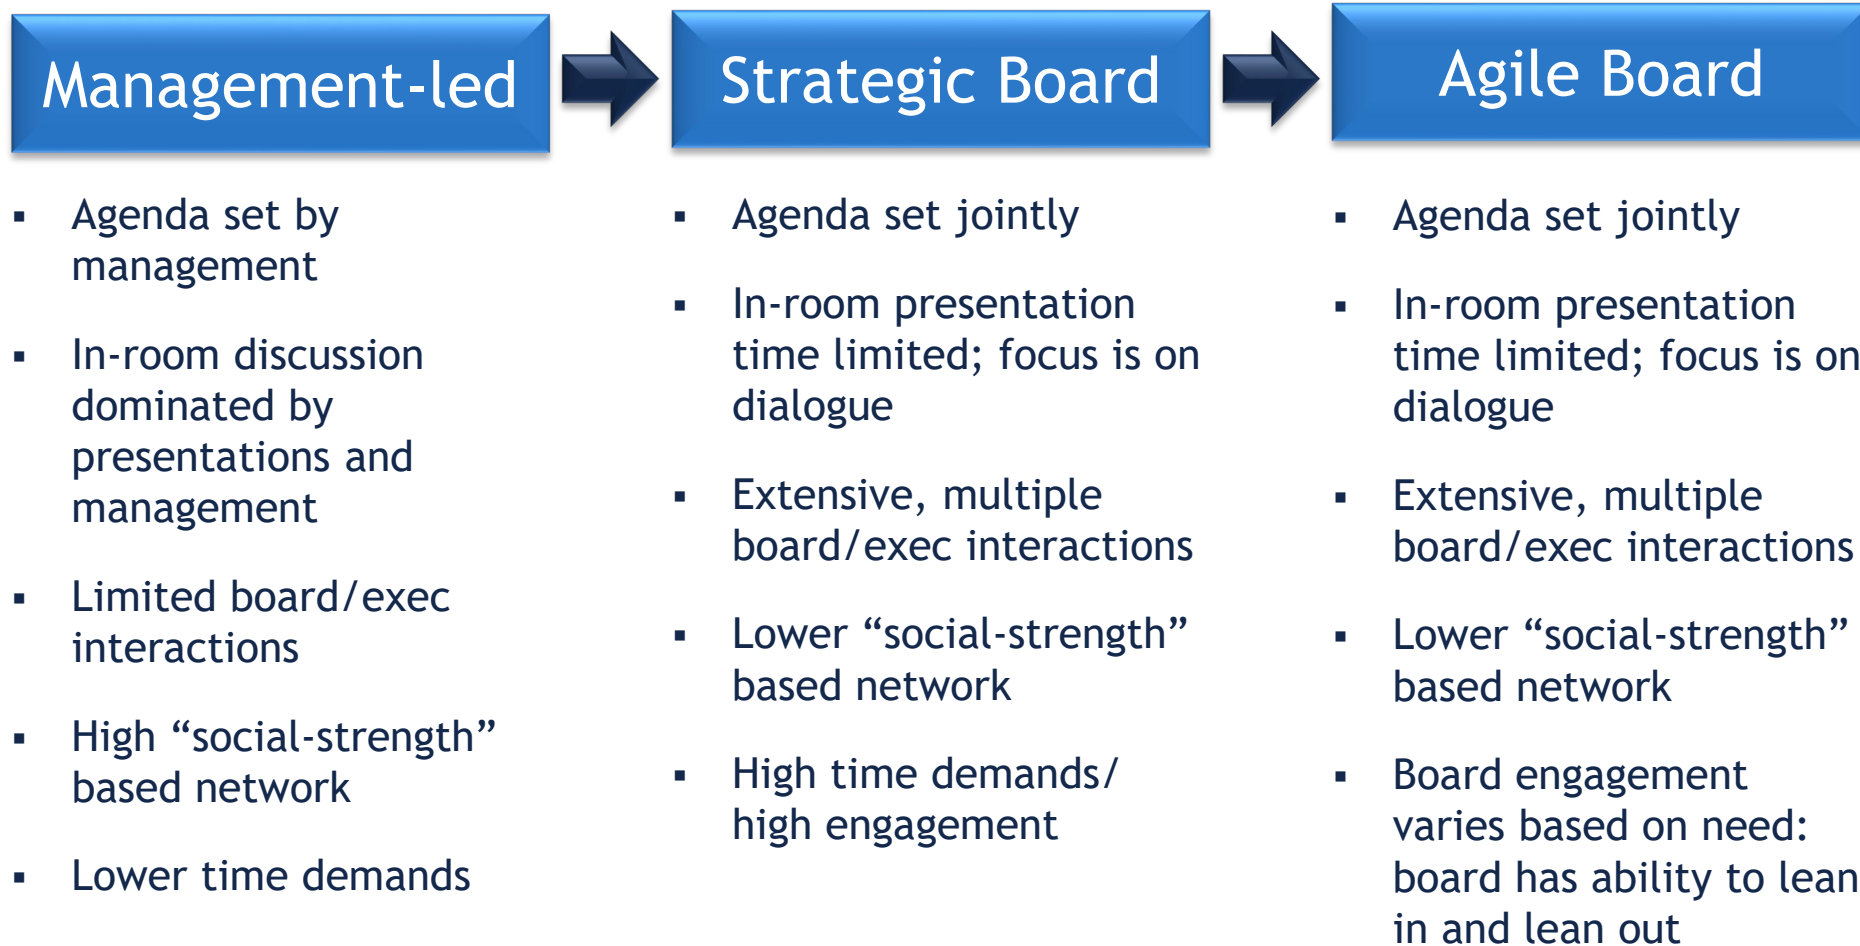 Management-led
▪ Agenda set by
management
▪ In-room discussion
dominated by
presentations and
management
▪ Limited board/exec
interactions
▪ High “social-strength”
based network
▪ Lower time demands
Strategic Board
▪ Agenda set jointly
▪ In-room presentation
time limited; focus is on
dialogue
▪ Extensive, multiple
board/exec interactions
▪ Lower “social-strength”
based network
▪ High time demands/
high engagement
Agile Board
▪ Agenda set jointly
▪ In-room presentation
time limited; focus is on
dialogue
▪ Extensive, multiple
board/exec interactions
▪ Lower “social-strength”
based network
▪ Board engagement
varies based on need:
board has ability to lean
in and lean out